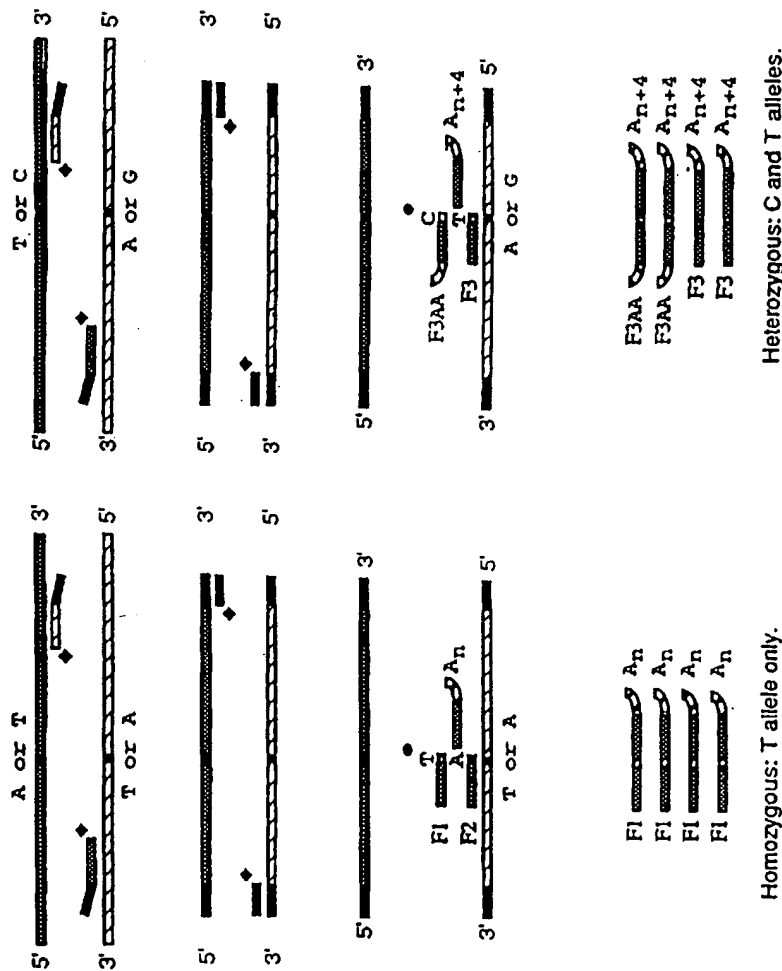 A or T
5' 3'
3' 5'
T or A
5' 3'
3' 5'
5' 3'
F1 T
A An
F2
T or A
3' 5'
F1 An
F1 An
F1 An
F1 An
Homozygous: T allele only.
T or C
5' 3'
3' 5'
A or G
5' 3'
3' 5'
5' 3'
F3AA C
T An+4
F3
A or G
3' 5'
F3AA An+4
F3AA An+4
F3 An+4
F3 An+4
Heterozygous: C and T alleles.